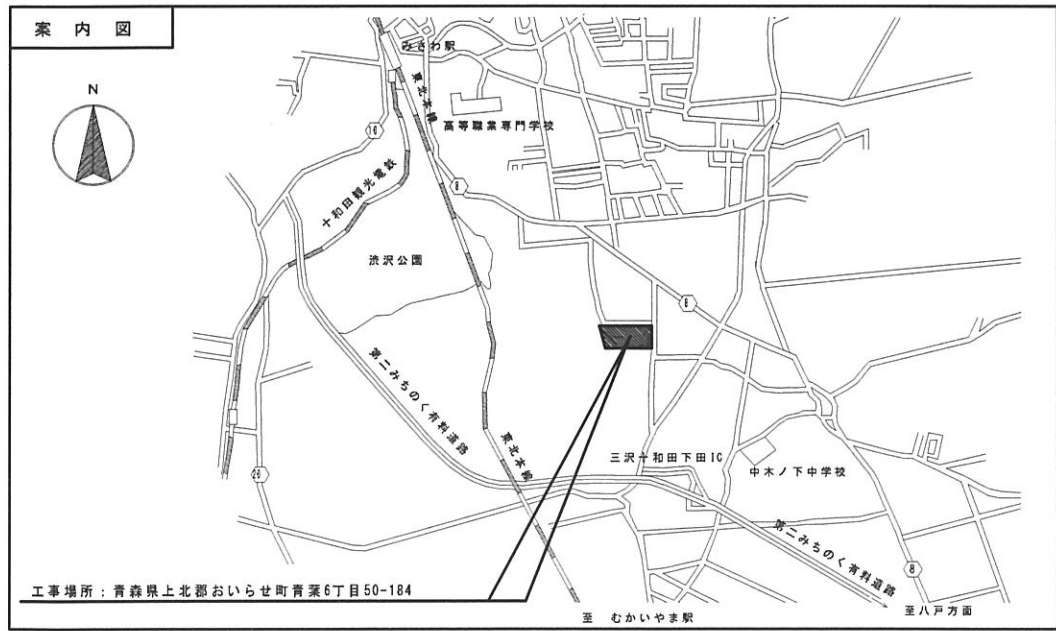 案内図
N
みさわ駅
東北本線
高等職業専門学校
10
8
十和田観光電鉄
渋沢公園
8
第二みちのく有料道路
東北本線
三沢十和田下田IC
中木ノ下中学校
20
第二みちのく有料道路
8
工事場所：青森県上北郡おいらせ町青葉6丁目50-184
至 むかいやま駅
至八戸方面